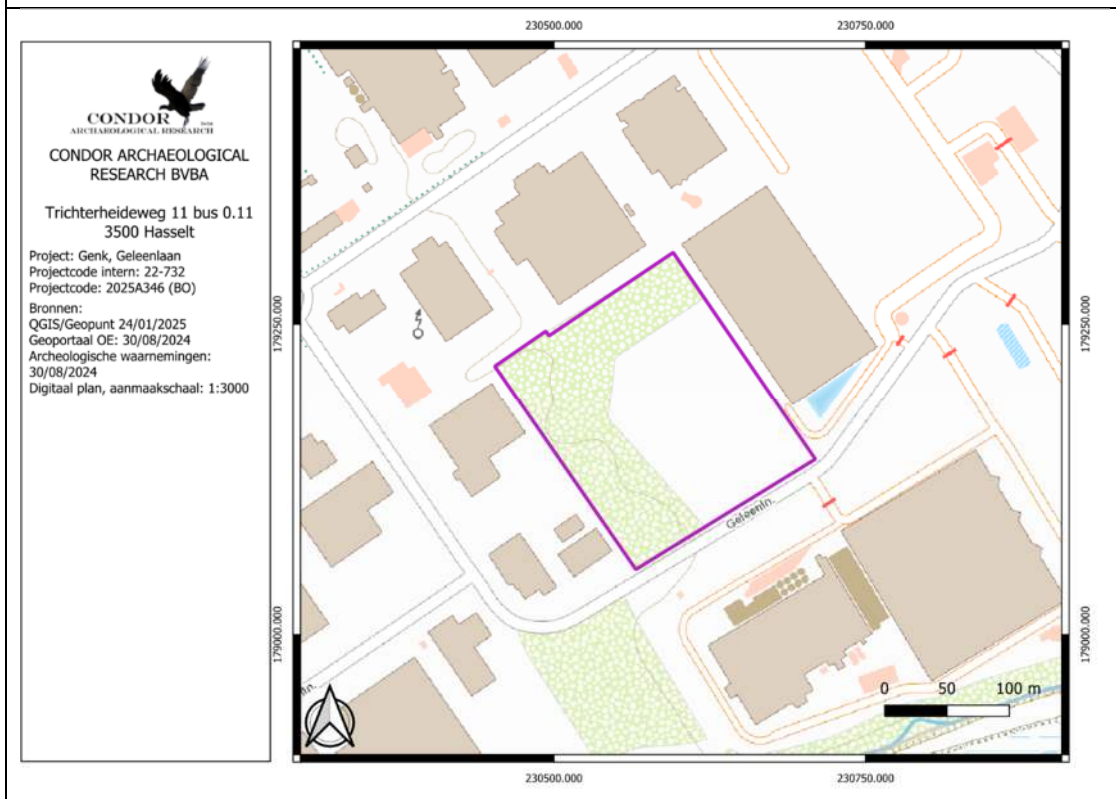 CONDOR
ARCHAEOLOGICAL RESEARCH
CONDOR ARCHAEOLOGICAL
RESEARCH BVBA
Trichterheideweg 11 bus 0.11
3500 Hasselt
Project: Genk, Geleenlaan
Projectcode intern: 22-732
Projectcode: 2025A346 (BO)
Bronnen:
QGIS/Geopunt 24/01/2025
Geoportaal OE: 30/08/2024
Archeologische waarnemingen:
30/08/2024
Digitaal plan, aanmaakschaal: 1:3000
230500.000
230750.000
179250.000
179250.000
Geleenln.
179000.000
179000.000
ln.
0 50 100 m
230500.000
230750.000